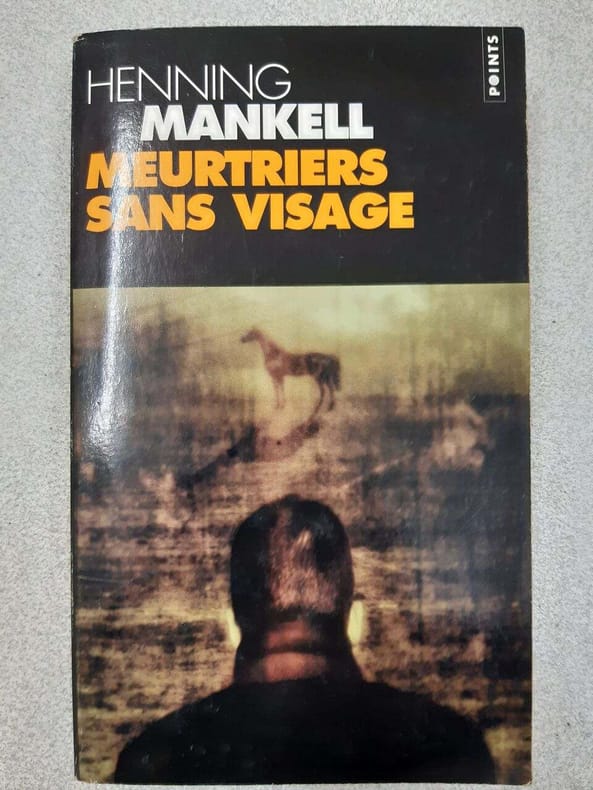 HENNING
MANKELL
MEURTRIERS
SANS VISAGE
POINTS